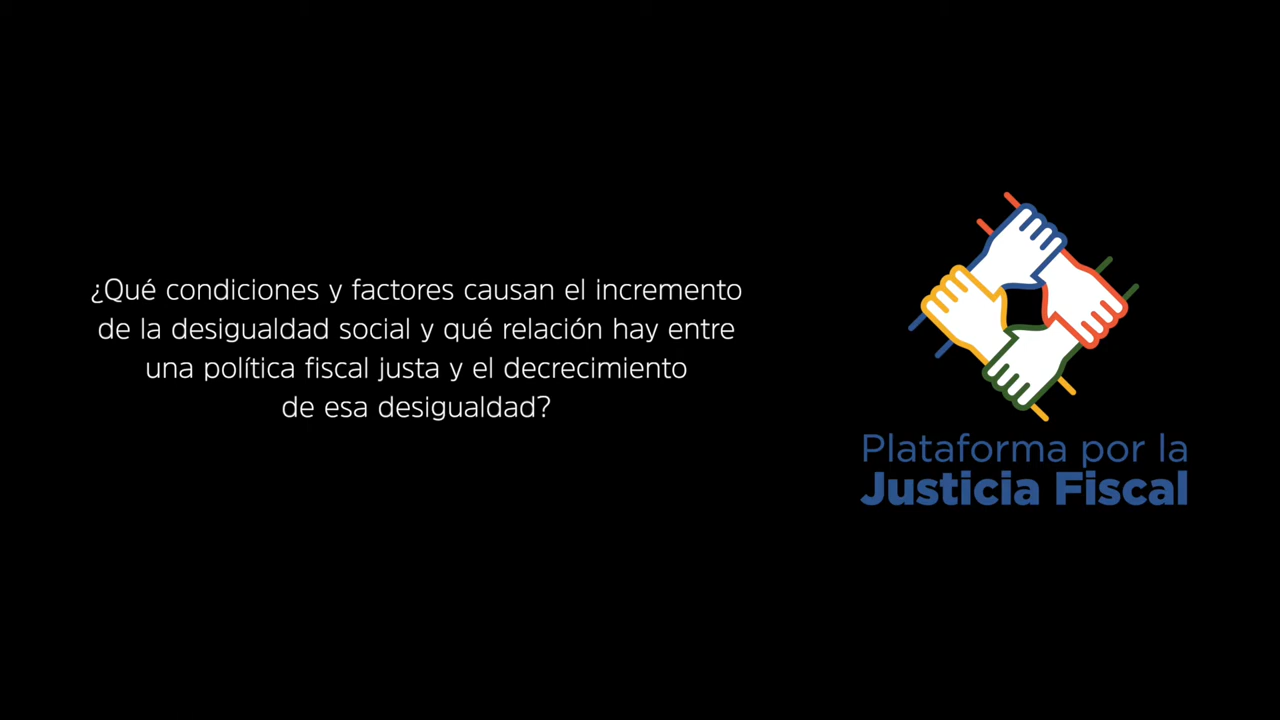 ¿Qué condiciones y factores causan el incremento
de la desigualdad social y qué relación hay entre
una política fiscal justa y el decrecimiento
de esa desigualdad?
Plataforma por la
Justicia Fiscal